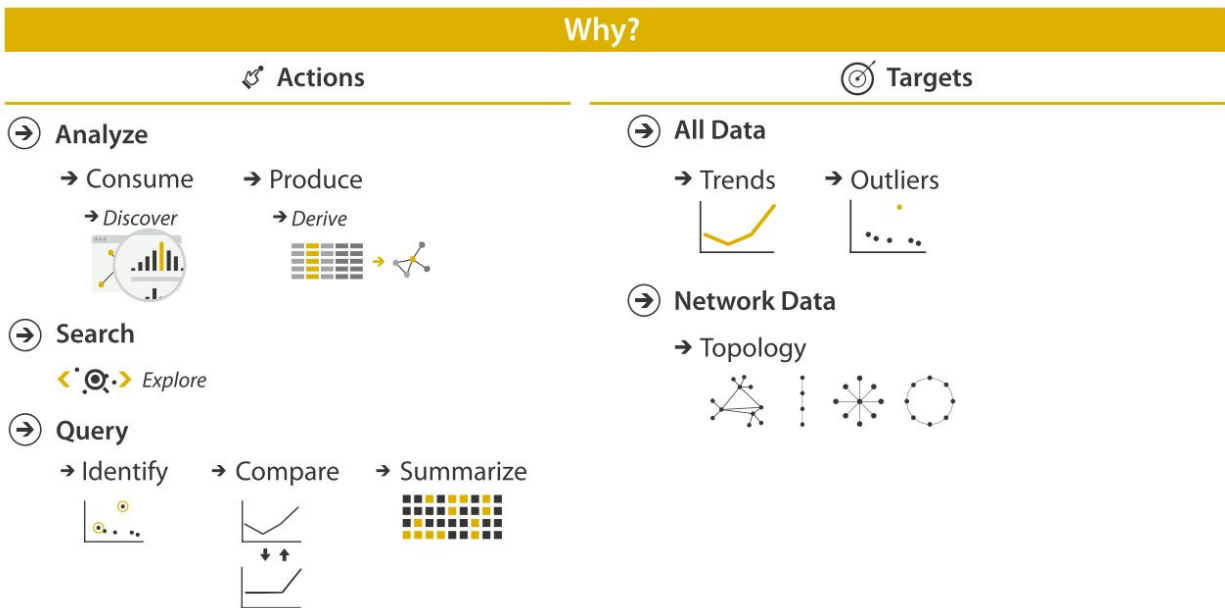 Why?
Actions
Targets
Analyze
Consume
Produce
Discover
Derive
Search
Explore
Query
Identify
Compare
Summarize
All Data
Trends
Outliers
Network Data
Topology